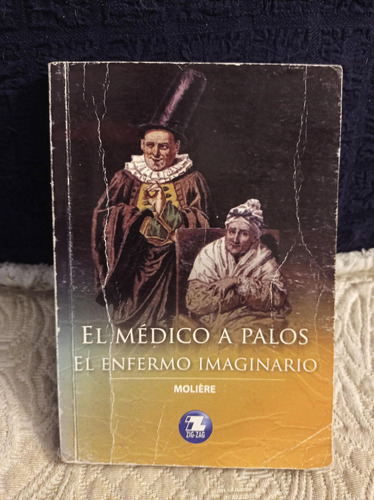 EL MÉDICO A PALOS
EL ENFERMO IMAGINARIO
MOLIÈRE
ZIG-ZAG